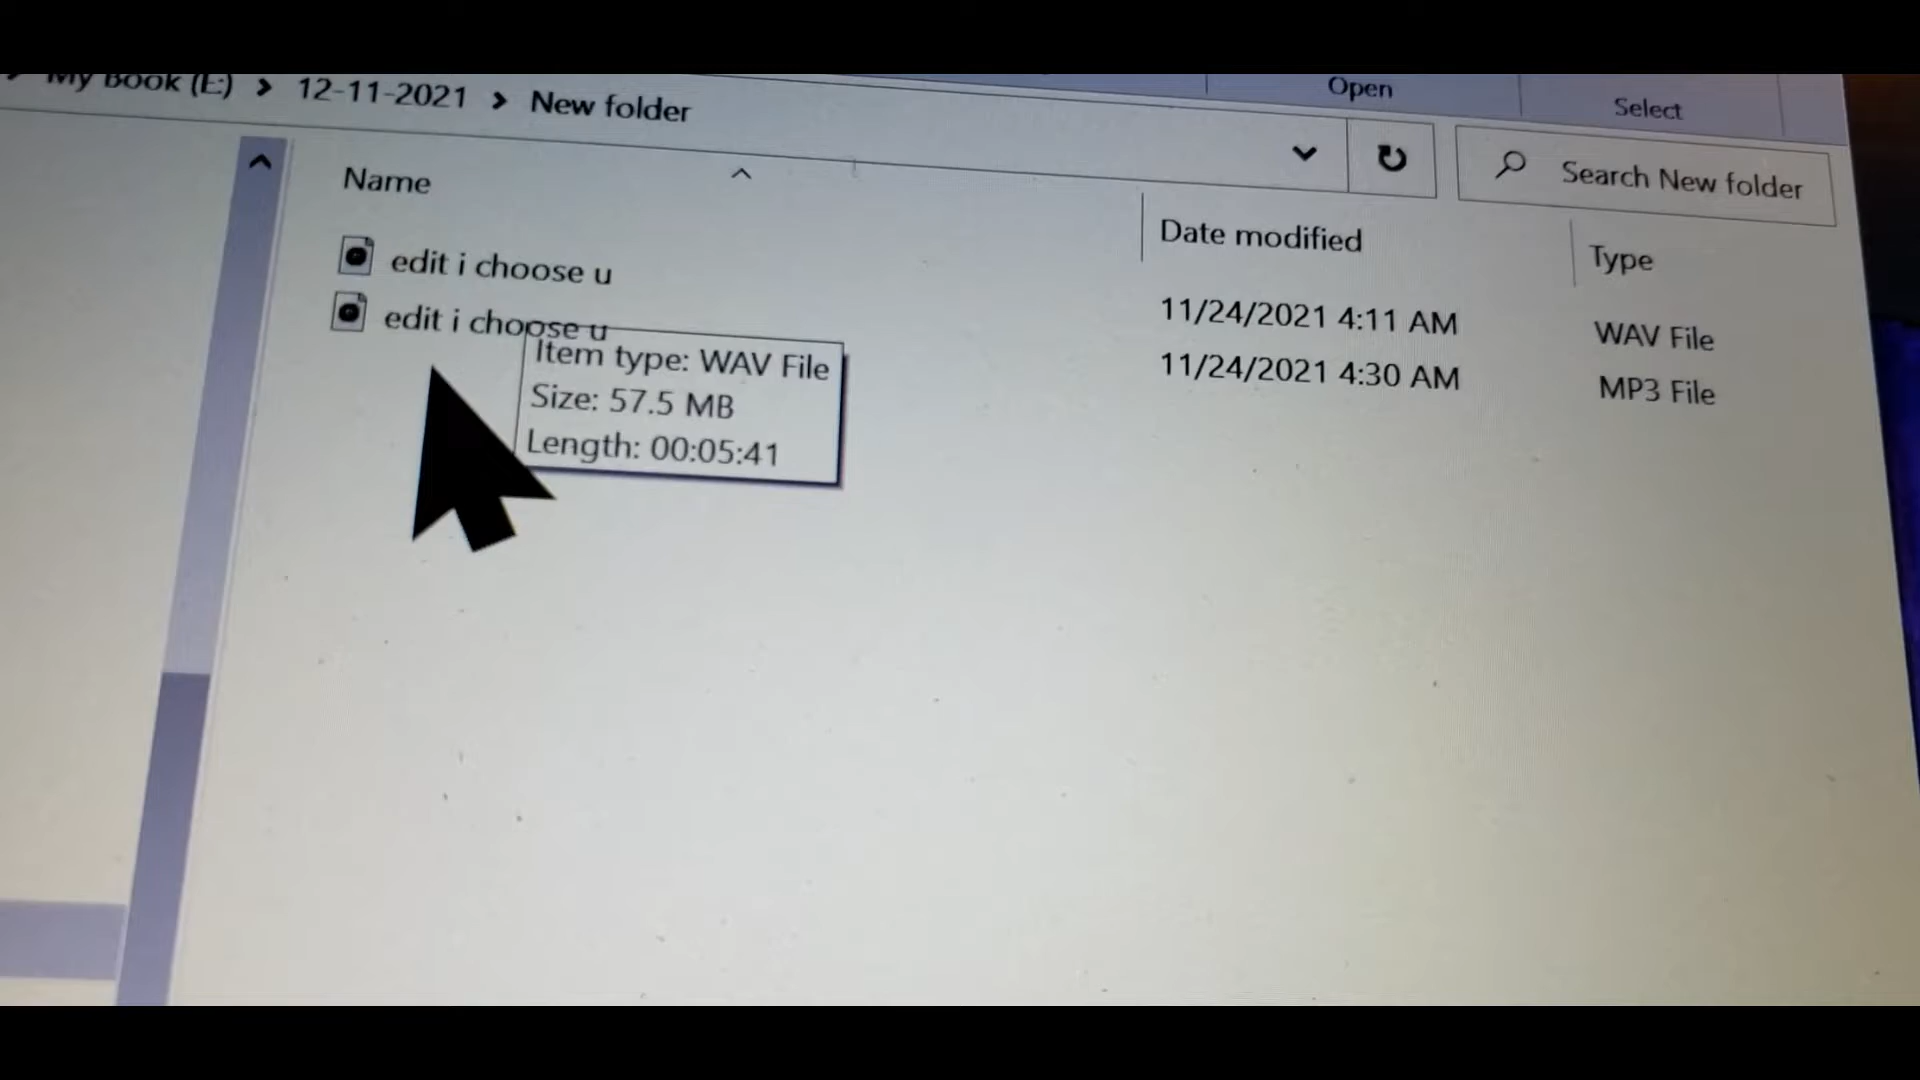 My Book (E:) > 12-11-2021 > New folder
Open
Select
Search New folder
Name
Date modified
Type
edit i choose u
11/24/2021 4:11 AM
WAV File
edit i choose u
11/24/2021 4:30 AM
MP3 File
Item type: WAV File
Size: 57.5 MB
Length: 00:05:41